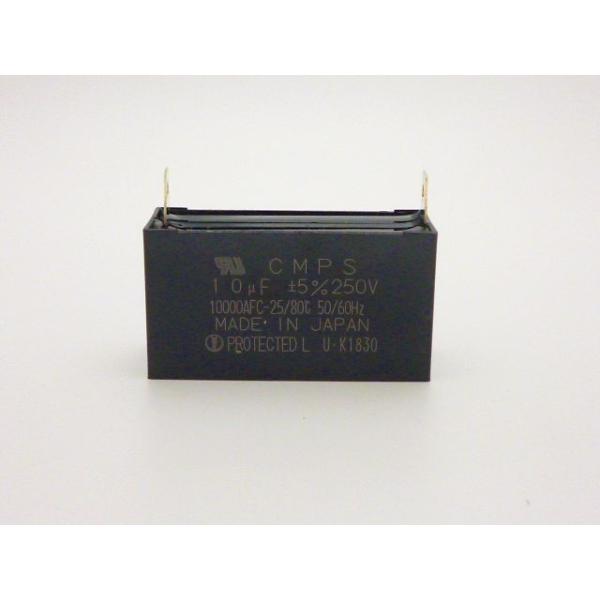 CMPS
10μF ±5% 250V
10000AFC-25/80℃ 50/60Hz
MADE IN JAPAN
PROTECTED L U-K1830